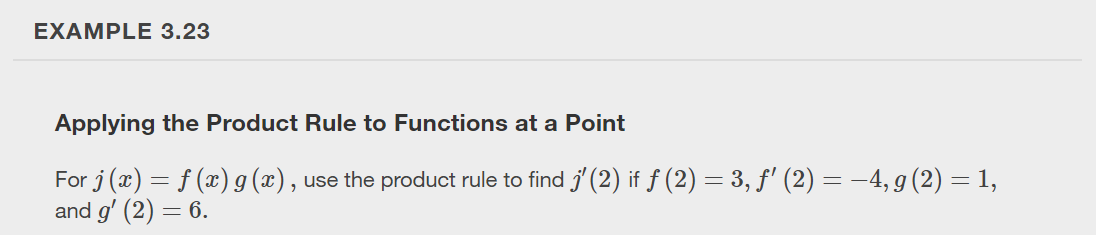 EXAMPLE 3.23
Applying the Product Rule to Functions at a Point
For j (x) = f (x) g (x) , use the product rule to find j′ (2) if f (2) = 3, f′ (2) = −4, g (2) = 1,
and g′ (2) = 6.